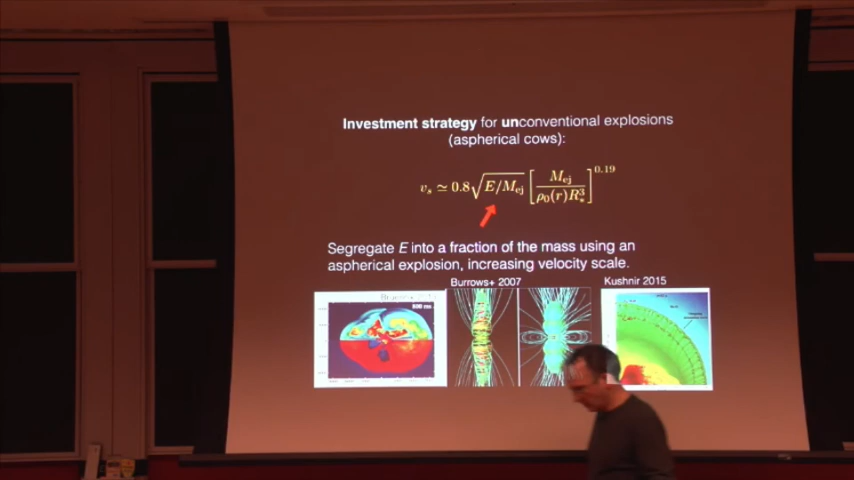 Investment strategy for unconventional explosions
(aspherical cows):
v_s ≃ 0.8 √(E/M_ej) [M_ej / ρ_0(r)R_*^3]^0.19
Segregate E into a fraction of the mass using an
aspherical explosion, increasing velocity scale.
Burrows+ 2007
Kushnir 2015